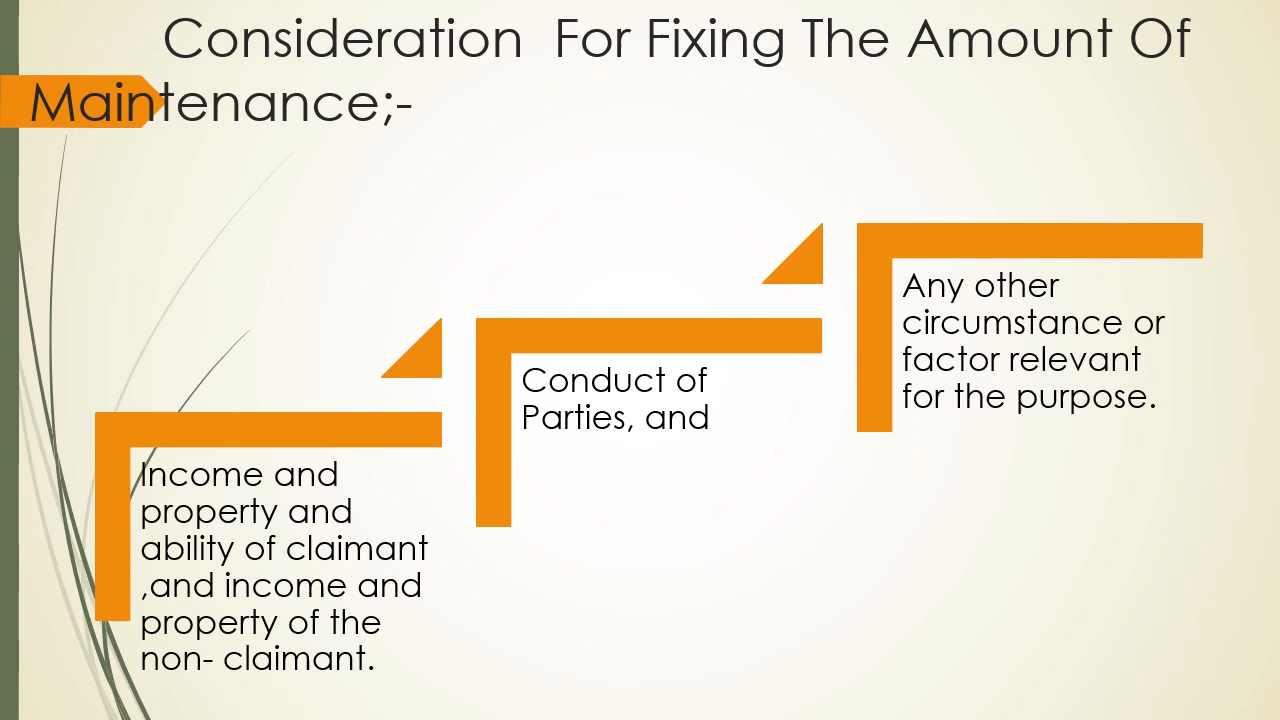 Consideration  For Fixing The Amount Of
Maintenance;-
Income and
property and
ability of claimant
,and income and
property of the
non- claimant.
Conduct of
Parties, and
Any other
circumstance or
factor relevant
for the purpose.